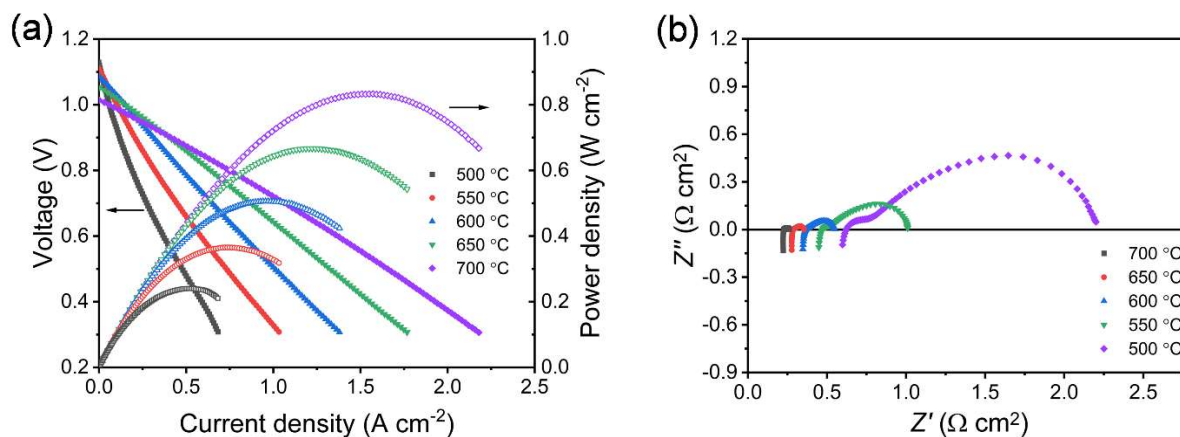 (a)
1.2
1.0
0.8
0.6
0.4
0.2
Voltage (V)
0.0
0.5
1.0
1.5
2.0
2.5
Current density (A cm-2)
1.0
0.8
0.6
0.4
0.2
0.0
Power density (W cm-2)
500 °C
550 °C
600 °C
650 °C
700 °C
(b)
1.2
0.9
0.6
0.3
0.0
-0.3
-0.6
-0.9
Z" (Ω cm2)
0.0
0.5
1.0
1.5
2.0
2.5
Z' (Ω cm2)
700 °C
650 °C
600 °C
550 °C
500 °C